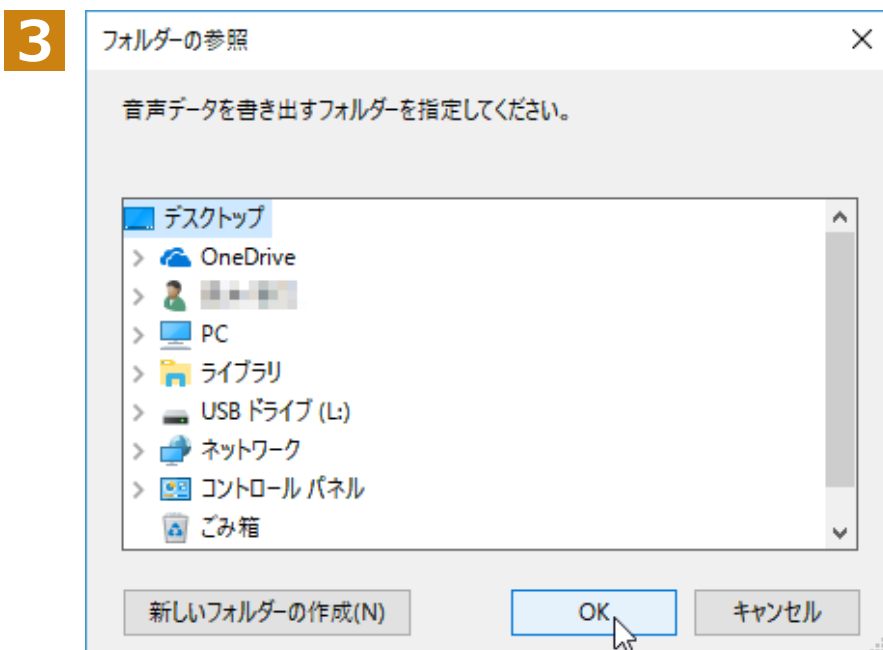 3
フォルダーの参照
音声データを書き出すフォルダーを指定してください。
デスクトップ
OneDrive
PC
ライブラリ
USB ドライブ (L:)
ネットワーク
コントロール パネル
ごみ箱
新しいフォルダーの作成(N)
OK
キャンセル